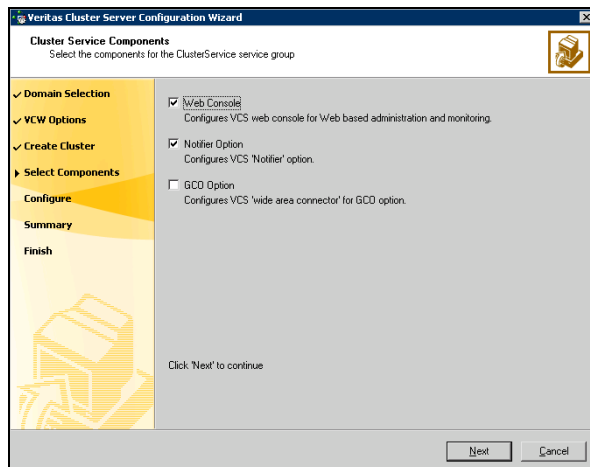 Veritas Cluster Server Configuration Wizard
Cluster Service Components
Select the components for the ClusterService service group
Domain Selection
VCW Options
Create Cluster
Select Components
Configure
Summary
Finish
Web Console
Configures VCS web console for Web based administration and monitoring.
Notifier Option
Configures VCS 'Notifier' option.
GCO Option
Configures VCS 'wide area connector' for GCO option.
Click 'Next' to continue
Next
Cancel